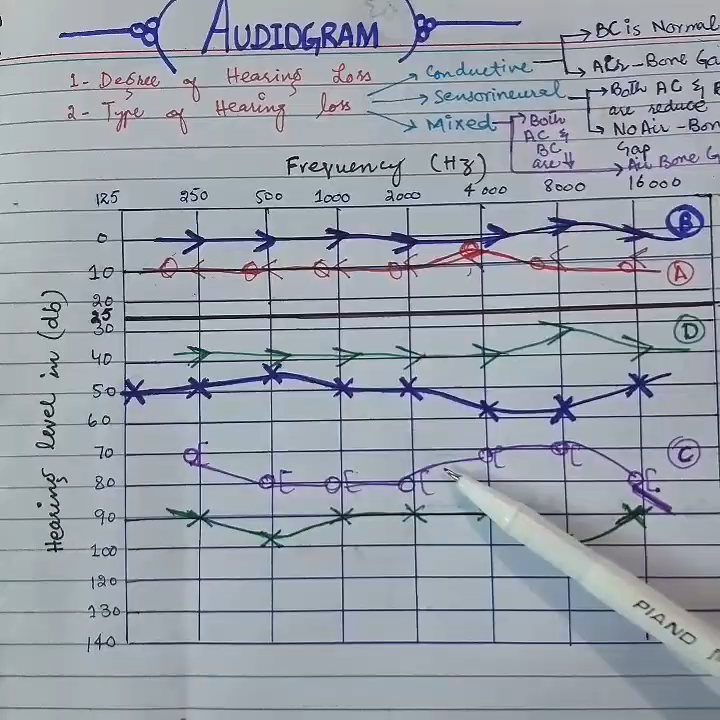 AUDIOGRAM
1- Degree of Hearing Loss
2- Type of Hearing loss
Conductive
BC is Normal
Air-Bone Ga
Sensorineural
Both AC &
are reduce
No Air-Bon
Gap
Mixed
Both
AC &
BC
are ↓↓
Air Bone G
Frequency (Hz)
125 250 500 1000 2000 4000 8000 16000
Hearing level in (db)
0
10
20
25
30
40
50
60
70
80
90
100
120
130
140
B
A
D
C
PIANO